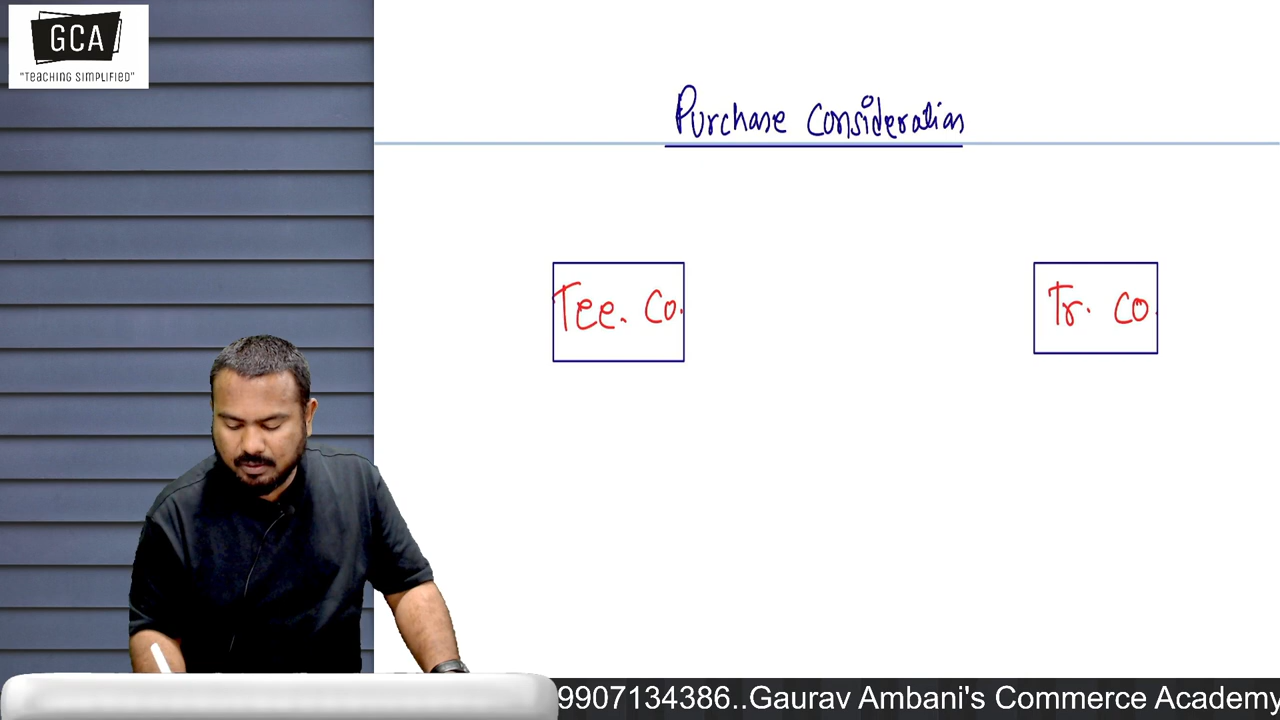 GCA
"TEACHING SIMPLIFIED"
Purchase Consideration
Tee. Co.
Tr. Co.
9907134386..Gaurav Ambani's Commerce Academy